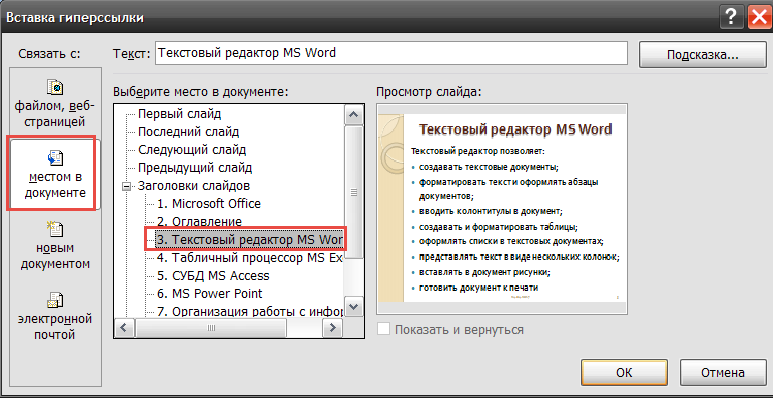 Вставка гиперссылки
Связать с:
Текст:
Текстовый редактор MS Word
Подсказка...
файлом, веб-
страницей
местом в
документе
новым
документом
электронной
почтой
Выберите место в документе:
Первый слайд
Последний слайд
Следующий слайд
Предыдущий слайд
Заголовки слайдов
1. Microsoft Office
2. Оглавление
3. Текстовый редактор MS Wor
4. Табличный процессор MS Ex
5. СУБД MS Access
6. MS Power Point
7. Организация работы с инфор
Просмотр слайда:
Текстовый редактор MS Word
Текстовый редактор позволяет:
• создавать текстовые документы;
• форматировать текст и оформлять абзацы
документов;
• вводить колонтитулы в документ;
• создавать и форматировать таблицы;
• оформлять списки в текстовых документах;
• представлять текст в виде нескольких колонок;
• вставлять в документ рисунки;
• готовить документ к печати
Показать и вернуться
ОК
Отмена